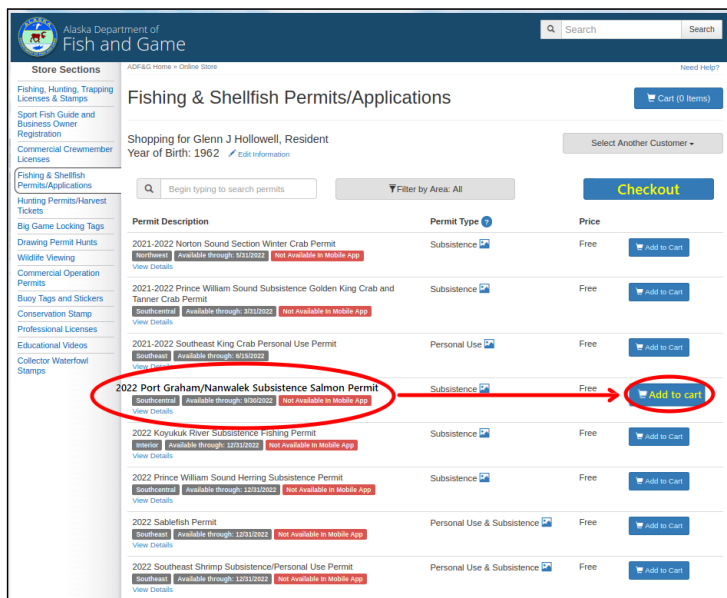 ALASKA
Alaska Department of
Fish and Game
Search
Search
Store Sections
Fishing, Hunting, Trapping
Licenses & Stamps
Sport Fish Guide and
Business Owner
Registration
Commercial Crewmember
Licenses
Fishing & Shellfish
Permits/Applications
Hunting Permits/Harvest
Tickets
Big Game Locking Tags
Drawing Permit Hunts
Wildlife Viewing
Commercial Operation
Permits
Buoy Tags and Stickers
Conservation Stamp
Professional Licenses
Educational Videos
Collector Waterfowl
Stamps
ADF&G Home » Online Store
Need Help?
Fishing & Shellfish Permits/Applications
Cart (0 Items)
Shopping for Glenn J Hollowell, Resident
Year of Birth: 1962 Edit Information
Select Another Customer
Begin typing to search permits
Filter by Area: All
Checkout
Permit Description Permit Type ? Price
2021-2022 Norton Sound Section Winter Crab Permit Subsistence Free Add to Cart
Northwest Available through: 5/31/2022 Not Available In Mobile App
View Details
2021-2022 Prince William Sound Subsistence Golden King Crab and Subsistence Free Add to Cart
Tanner Crab Permit
Southcentral Available through: 3/31/2022 Not Available In Mobile App
View Details
2021-2022 Southeast King Crab Personal Use Permit Personal Use Free Add to Cart
Southeast Available through: 6/15/2022
View Details
2022 Port Graham/Nanwalek Subsistence Salmon Permit Subsistence Free Add to cart
Southcentral Available through: 9/30/2022 Not Available In Mobile App
View Details
2022 Koyukuk River Subsistence Fishing Permit Subsistence Free Add to Cart
Interior Available through: 12/31/2022 Not Available In Mobile App
View Details
2022 Prince William Sound Herring Subsistence Permit Subsistence Free Add to Cart
Southcentral Available through: 12/31/2022 Not Available In Mobile App
View Details
2022 Sablefish Permit Personal Use & Subsistence Free Add to Cart
Southeast Available through: 12/31/2022 Not Available In Mobile App
View Details
2022 Southeast Shrimp Subsistence/Personal Use Permit Personal Use & Subsistence Free Add to Cart
Southeast Available through: 12/31/2022 Not Available In Mobile App
View Details